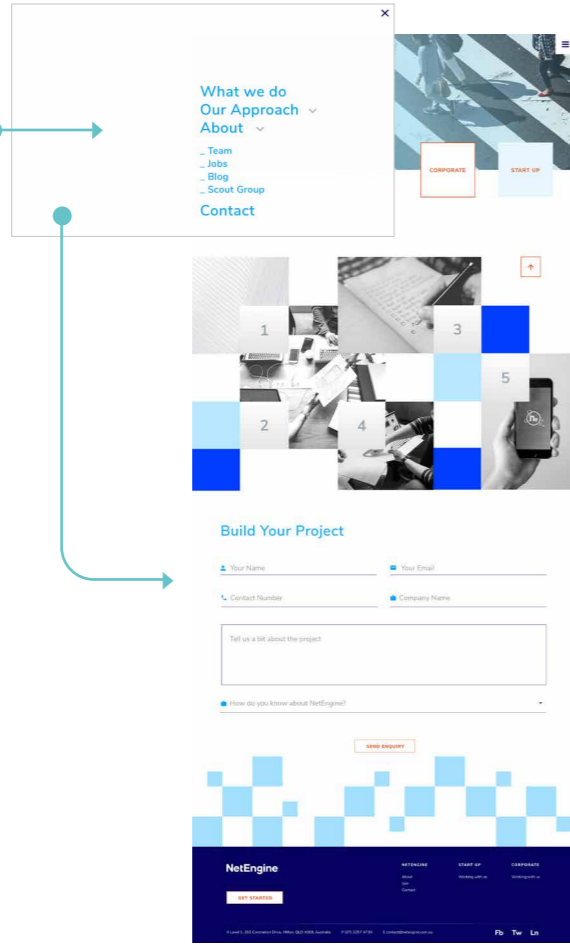 What we do
Our Approach
About
_ Team
_ Jobs
_ Blog
_ Scout Group
Contact
CORPORATE
START UP
1
3
5
2
4
Build Your Project
Your Name
Your Email
Contact Number
Company Name
Tell us a bit about the project
How do you know about NetEngine?
SEND ENQUIRY
NetEngine
GET STARTED
NETENGINE
START UP
CORPORATE
About
Working with us
Working with us
Contact
Fb Tw Ln